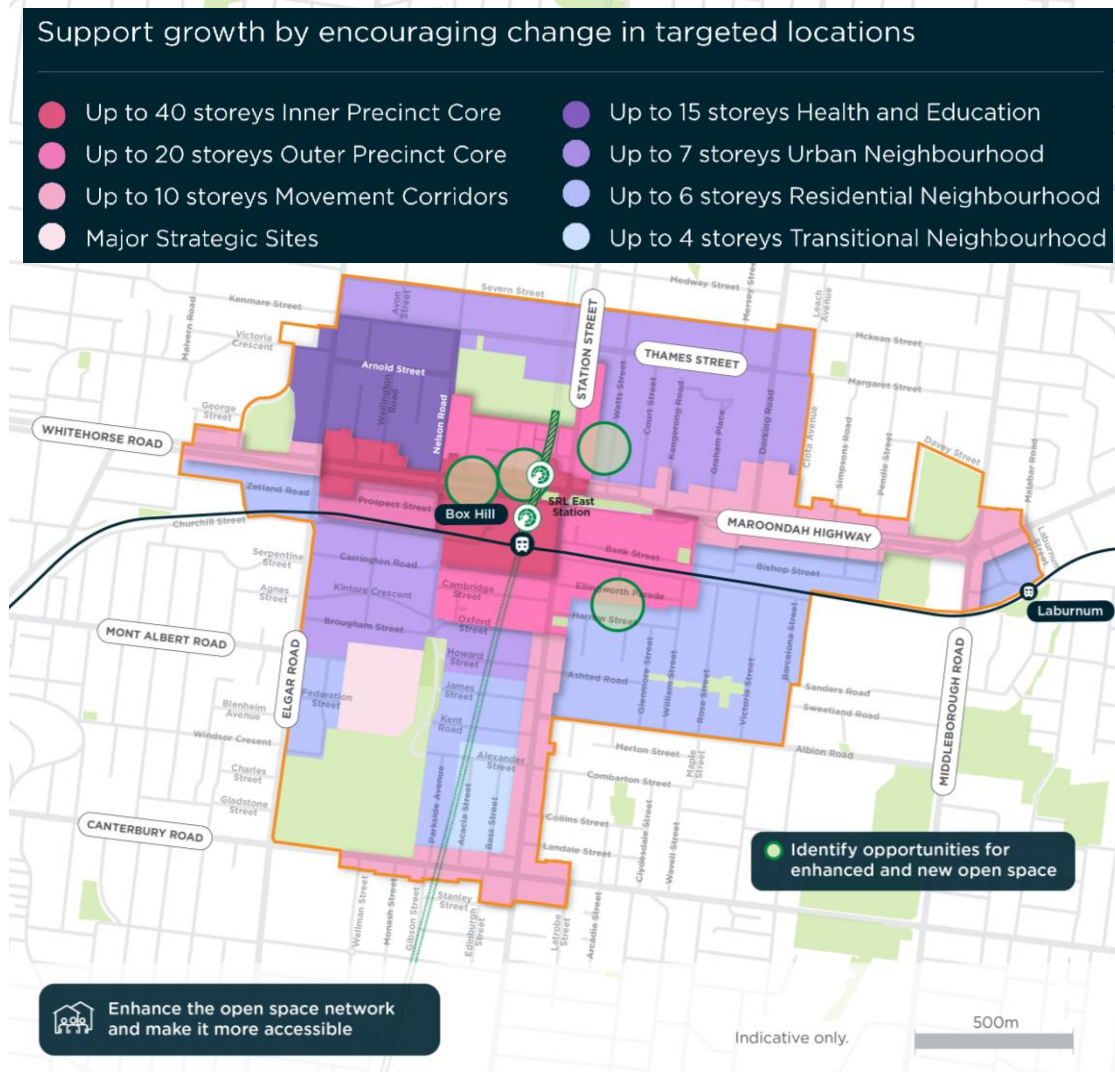 Support growth by encouraging change in targeted locations
Up to 40 storeys Inner Precinct Core
Up to 20 storeys Outer Precinct Core
Up to 10 storeys Movement Corridors
Major Strategic Sites
Up to 15 storeys Health and Education
Up to 7 storeys Urban Neighbourhood
Up to 6 storeys Residential Neighbourhood
Up to 4 storeys Transitional Neighbourhood
Medway Street
Severn Street
Kenmare Street
Avon
Street
Mersey Street
Leach
Avenue
Malvern Road
Victoria
Crescent
STATION STREET
THAMES STREET
Mckean Street
Arnold Street
Wellington
Road
Nelson Road
Watts Street
Court Street
Kangerong Road
Graham Place
Dorking Road
Margaret Street
Clota Avenue
Simpsons Road
Pendle Street
Davey Street
Malabar Road
George
Street
WHITEHORSE ROAD
Zetland Road
Prospect Street
Box Hill
SRL East
Station
MAROONDAH HIGHWAY
Laburnum
Street
Churchill Street
Bank Street
Bishop Street
Serpentine
Street
Carrington Road
Agnes
Street
Kintore Crescent
Cambridge
Street
Ellingworth Parade
Laburnum
Oxford
Street
Harrow Street
Brougham Street
MONT ALBERT ROAD
ELGAR ROAD
Howard
Street
Ashted Road
Glenmore Street
William Street
Rose Street
Victoria Street
Barcelona Street
MIDDLEBOROUGH ROAD
James
Street
Federation
Street
Sanders Road
Sweetland Road
Blenheim
Avenue
Kent
Road
Windsor Cresent
Alexander
Street
Merton Street
Maple
Street
Albion Road
Charles
Street
Combarton Street
Gladstone
Street
Parkside Avenue
Acacia Street
Bass Street
Collins Street
CANTERBURY ROAD
Landale Street
Clydesdale Street
Wavell Street
Identify opportunities for
enhanced and new open space
Wellman Street
Monash Street
Gibson Street
Stanley
Street
Edinburgh
Street
Latrobe
Street
Arcadia Street
Enhance the open space network
and make it more accessible
Indicative only.
500m